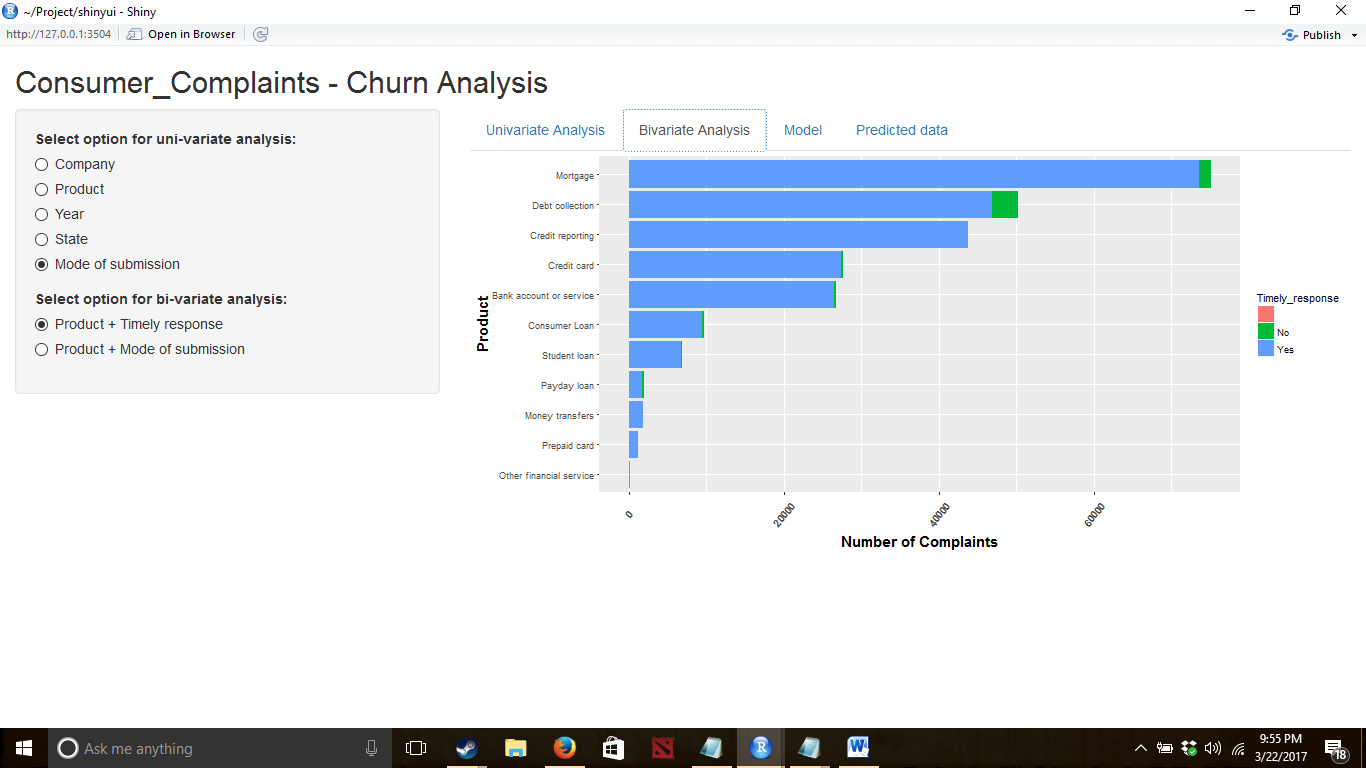 ~/Project/shinyui - Shiny
http://127.0.0.1:3504 Open in Browser Publish
Consumer_Complaints - Churn Analysis
Select option for uni-variate analysis:
Company
Product
Year
State
Mode of submission
Select option for bi-variate analysis:
Product + Timely response
Product + Mode of submission
Univariate Analysis Bivariate Analysis Model Predicted data
Product
Mortgage
Debt collection
Credit reporting
Credit card
Bank account or service
Consumer Loan
Student loan
Payday loan
Money transfers
Prepaid card
Other financial service
0 20000 40000 60000
Number of Complaints
Timely_response
No
Yes
Ask me anything
9:55 PM
3/22/2017
18